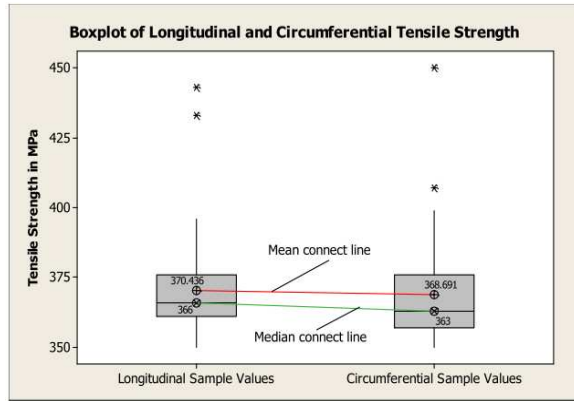 Boxplot of Longitudinal and Circumferential Tensile Strength
Tensile Strength in MPa
450
425
400
375
350
Mean connect line
370.436
368.691
366
363
Median connect line
Longitudinal Sample Values
Circumferential Sample Values